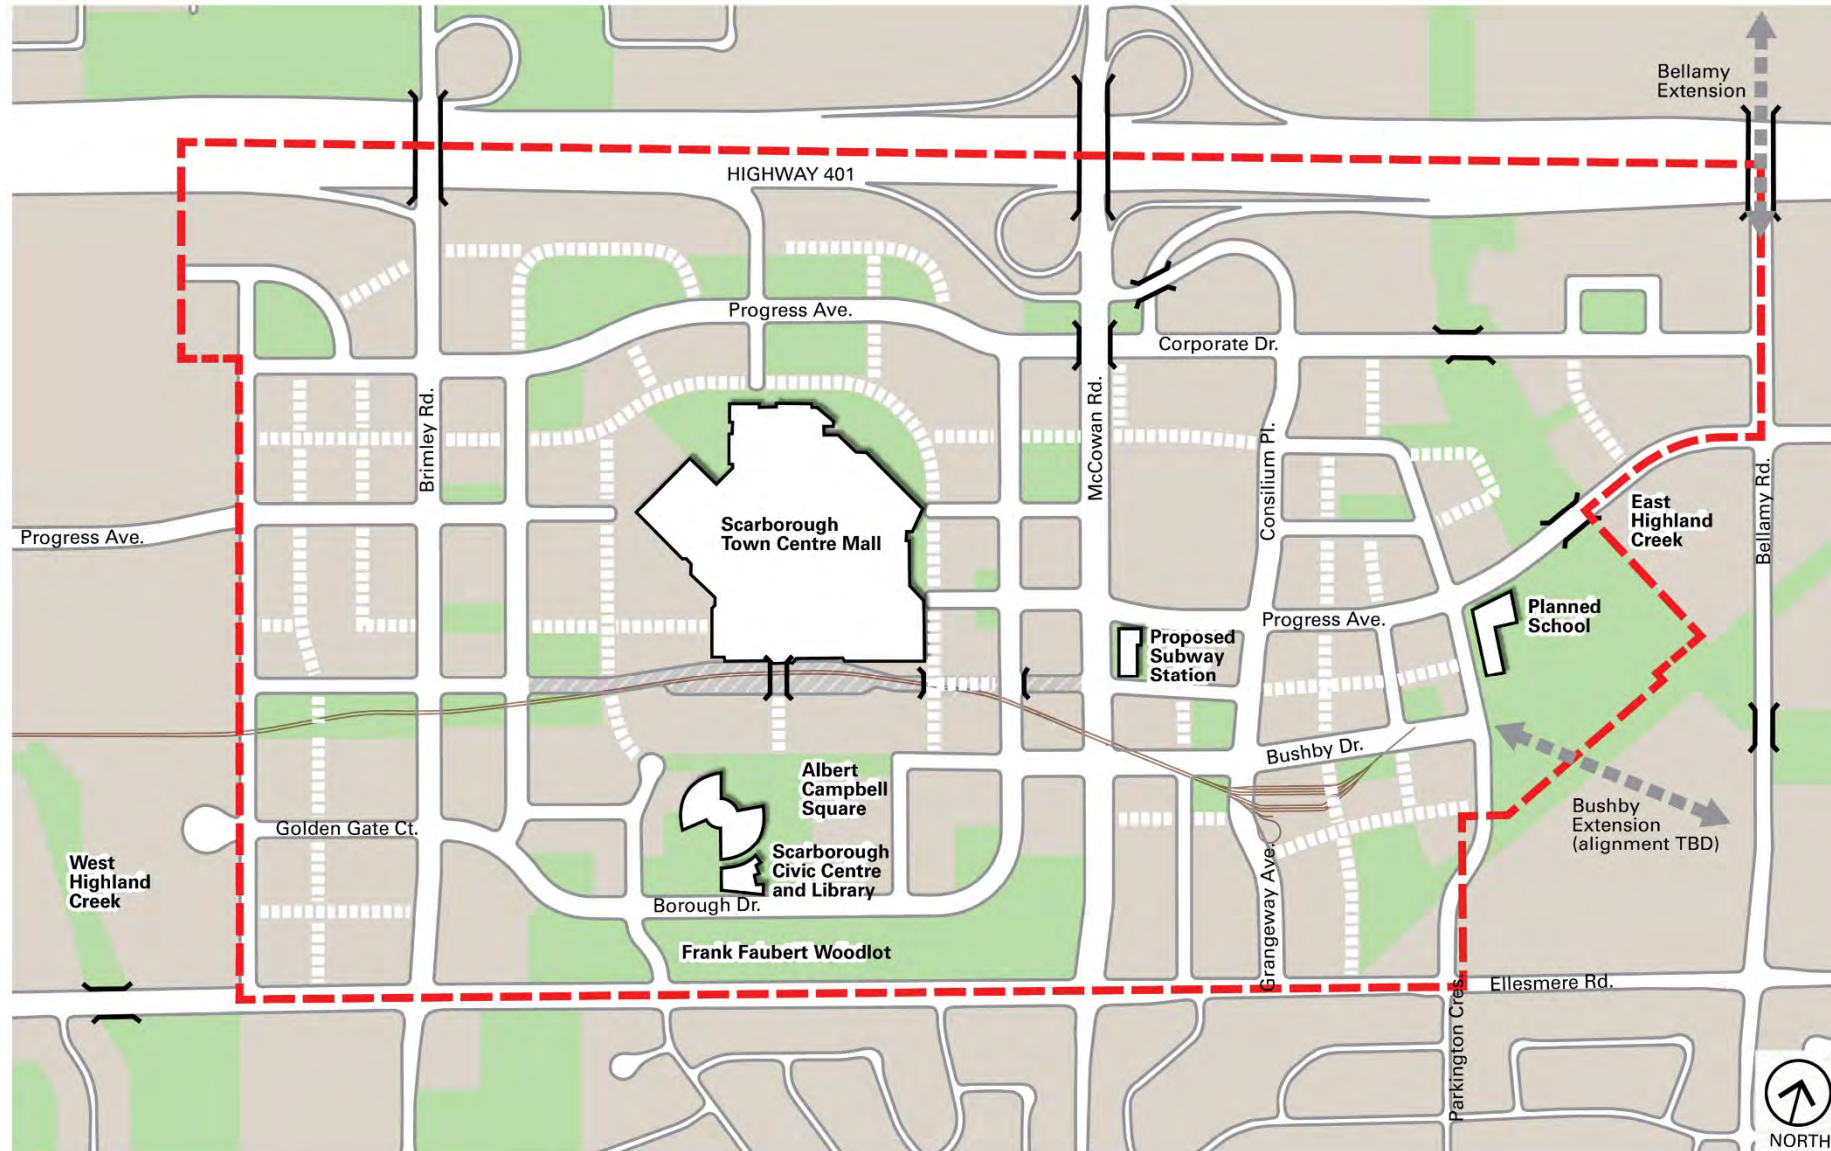 Bellamy
Extension
HIGHWAY 401
Progress Ave.
Corporate Dr.
Brimley Rd.
McCowan Rd.
Consilium Pl.
Bellamy Rd.
East
Highland
Creek
Scarborough
Town Centre Mall
Progress Ave.
Planned
School
Progress Ave.
Proposed
Subway
Station
Bushby Dr.
Albert
Campbell
Square
Bushby
Extension
(alignment TBD)
Golden Gate Ct.
Scarborough
Civic Centre
and Library
West
Highland
Creek
Borough Dr.
Grangeway Ave.
Frank Faubert Woodlot
Ellesmere Rd.
Parkington Cres.
NORTH